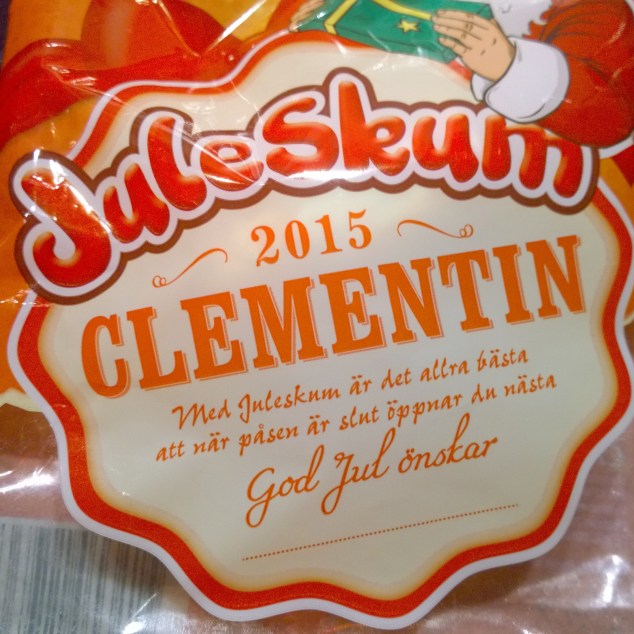 JuleSkum
2015
CLEMENTIN
Med Juleskum är det allra bästa
att när påsen är slut öppnar du nästa
God Jul önskar